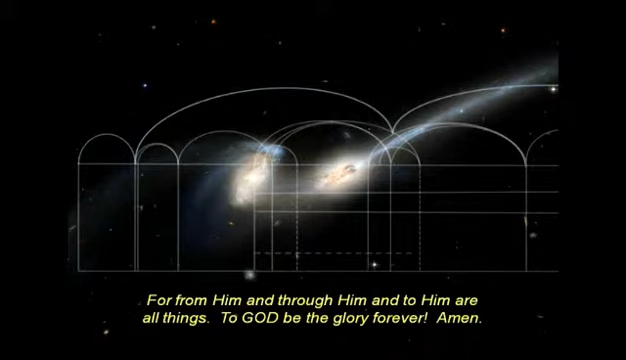 For from Him and through Him and to Him are
all things. To GOD be the glory forever! Amen.